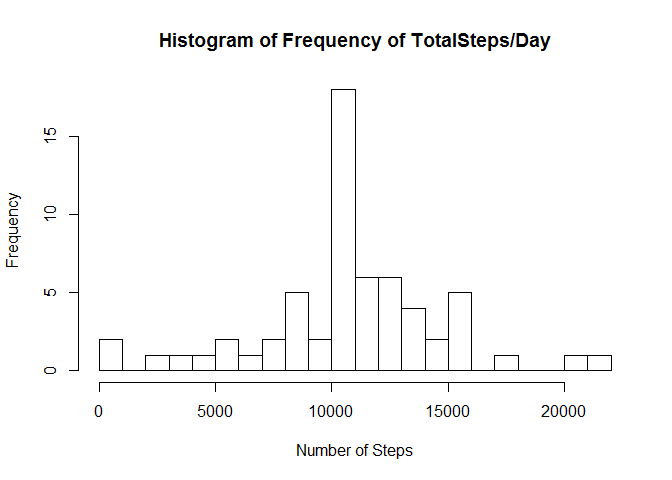 Histogram of Frequency of TotalSteps/Day
Frequency
15
10
5
0
0 5000 10000 15000 20000
Number of Steps